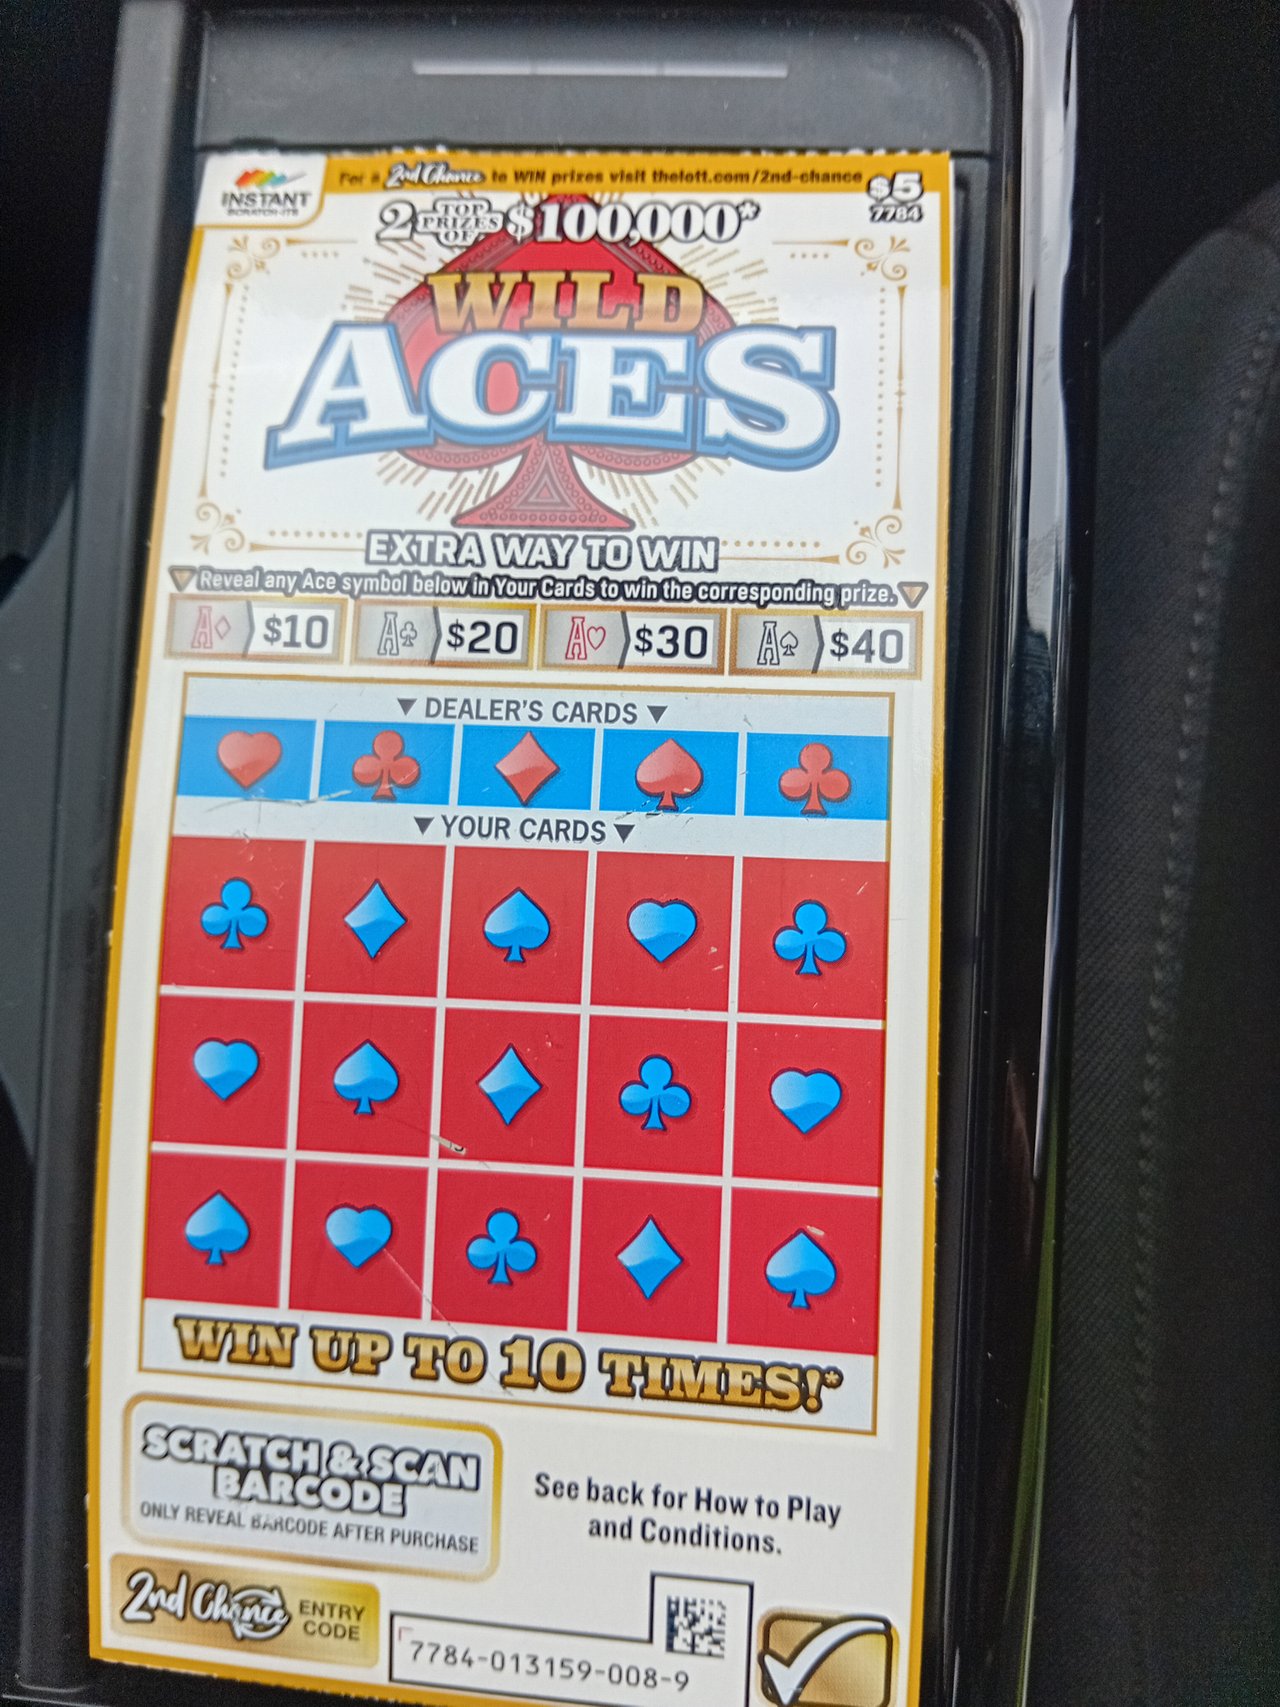 INSTANT
SCRATCH-ITS
For a 2nd Chance to WIN prizes visit thelott.com/2nd-chance
$5
7784
2 TOP PRIZES OF $100,000*
WILD
ACES
EXTRA WAY TO WIN
Reveal any Ace symbol below in Your Cards to win the corresponding prize.
A♢ $10 A♧ $20 A♡ $30 A♤ $40
▼ DEALER'S CARDS ▼
▼ YOUR CARDS ▼
WIN UP TO 10 TIMES!*
SCRATCH & SCAN
BARCODE
ONLY REVEAL BARCODE AFTER PURCHASE
See back for How to Play
and Conditions.
2nd Chance ENTRY
CODE
7784-013159-008-9